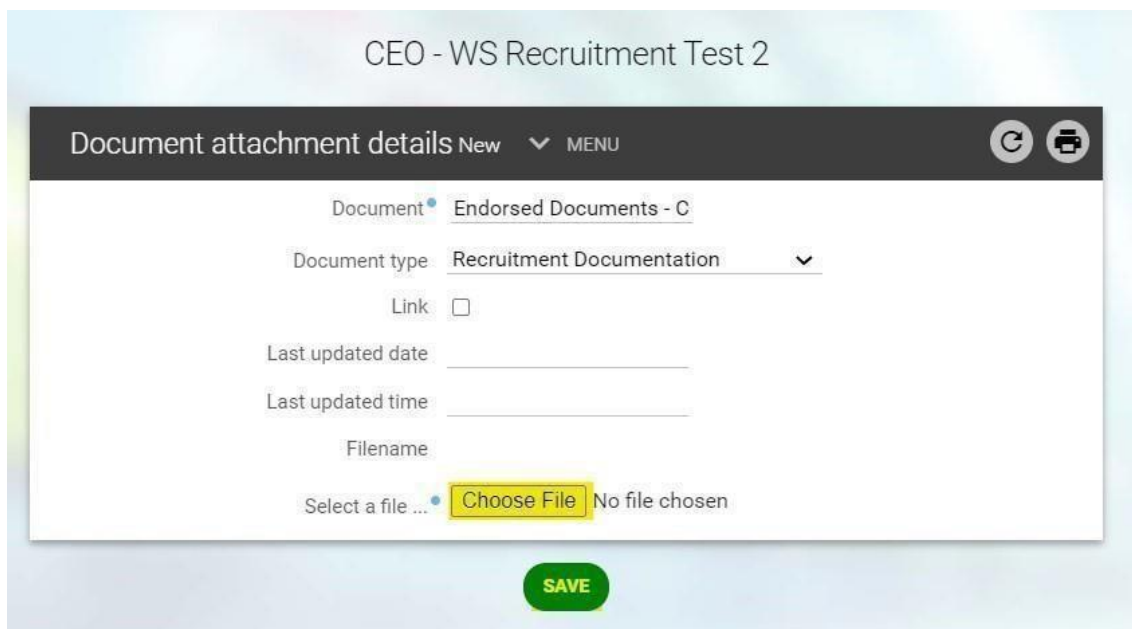 CEO - WS Recruitment Test 2
Document attachment details New MENU
Document Endorsed Documents - C
Document type Recruitment Documentation
Link
Last updated date
Last updated time
Filename
Select a file ... Choose File No file chosen
SAVE